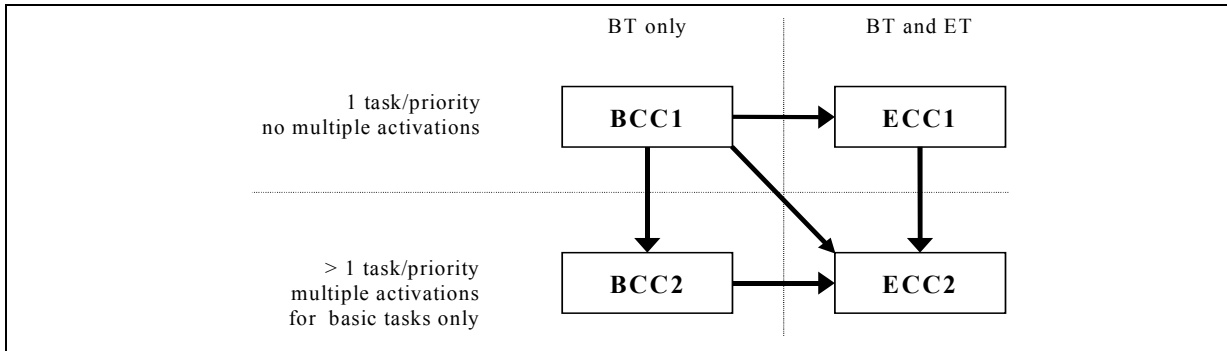 BT only
BT and ET
1 task/priority
no multiple activations
BCC1
ECC1
> 1 task/priority
multiple activations
for basic tasks only
BCC2
ECC2